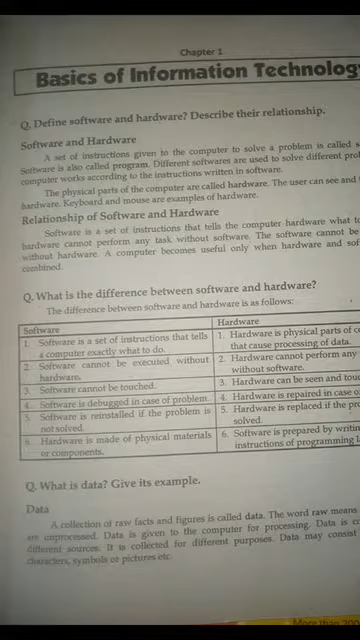 Chapter 1
Basics of Information Technology
Q. Define software and hardware? Describe their relationship.
Software and Hardware
A set of instructions given to the computer to solve a problem is called
Software is also called program. Different softwares are used to solve different
computer works according to the instructions written in software.
The physical parts of the computer are called hardware. The user can see and
hardware. Keyboard and mouse are examples of hardware.
Relationship of Software and Hardware
Software is a set of instructions that tells the computer hardware what
hardware cannot perform any task without software. The software cannot be
without hardware. A computer becomes useful only when hardware and
combined.
Q. What is the difference between software and hardware?
The difference between software and hardware is as follows:
Software Hardware
1. Software is a set of instructions that tells a computer exactly what to do.
1. Hardware is physical parts of
that cause processing of data.
2. Software cannot be executed without
hardware.
2. Hardware cannot perform any
without software.
3. Software cannot be touched.
3. Hardware can be seen and
4. Software is debugged in case of problem.
4. Hardware is repaired in case
5. Software is reinstalled if the problem is
not solved.
5. Hardware is replaced if the
solved.
6. Hardware is made of physical materials
or components.
6. Software is prepared by
instructions of programming
Q. What is data? Give its example.
Data
A collection of raw facts and figures is called data. The word raw means
are unprocessed. Data is given to the computer for processing. Data is
different sources. It is collected for different purposes. Data may consist
characters, symbols or pictures etc.
More than